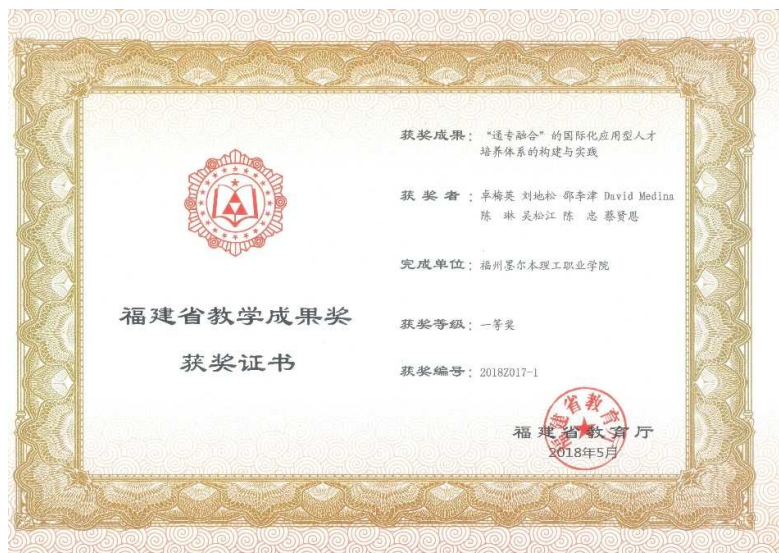 福建省教学成果奖
获奖证书
获奖成果：“通专融合”的国际化应用型人才
培养体系的构建与实践
获 奖 者：卓梅英 刘地松 邵李津 David Medina
陈　琳 吴松江 陈　忠 蔡贤恩
完成单位：福州墨尔本理工职业学院
获奖等级：一等奖
获奖编号：2018Z017-1
福建省教育厅
2018年5月